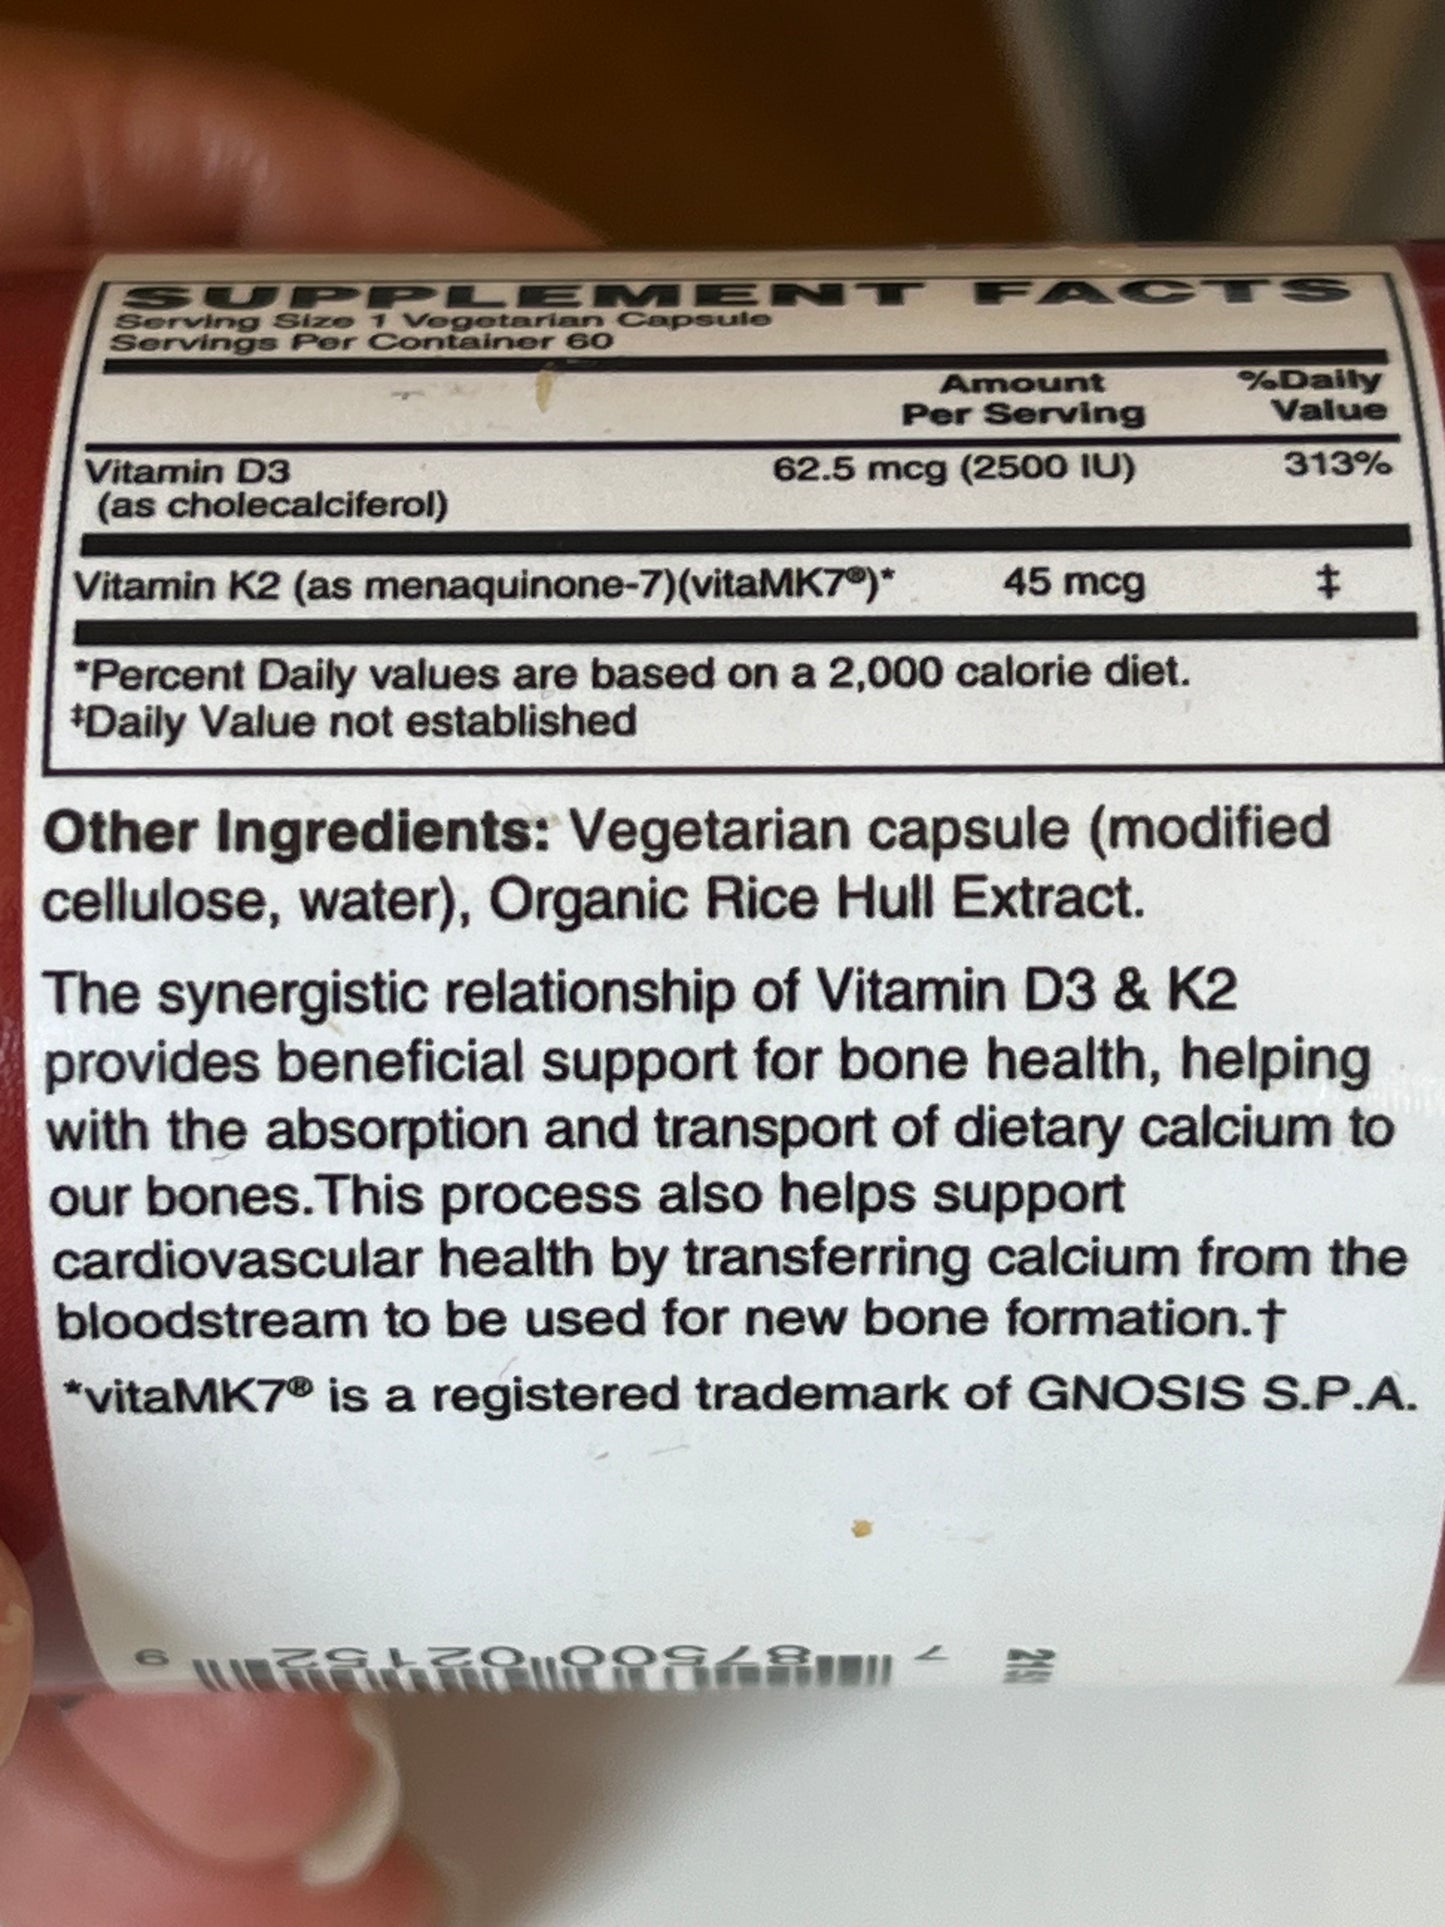 SUPPLEMENT FACTS
Serving Size 1 Vegetarian Capsule
Servings Per Container 60
Amount Per Serving
%Daily Value
Vitamin D3 62.5 mcg (2500 IU) 313%
(as cholecalciferol)
Vitamin K2 (as menaquinone-7)(vitaMK7®)* 45 mcg ‡
*Percent Daily values are based on a 2,000 calorie diet.
‡Daily Value not established
Other Ingredients: Vegetarian capsule (modified
cellulose, water), Organic Rice Hull Extract.
The synergistic relationship of Vitamin D3 & K2
provides beneficial support for bone health, helping
with the absorption and transport of dietary calcium to
our bones.This process also helps support
cardiovascular health by transferring calcium from the
bloodstream to be used for new bone formation.†
*vitaMK7® is a registered trademark of GNOSIS S.P.A.
7 87500 02152 9